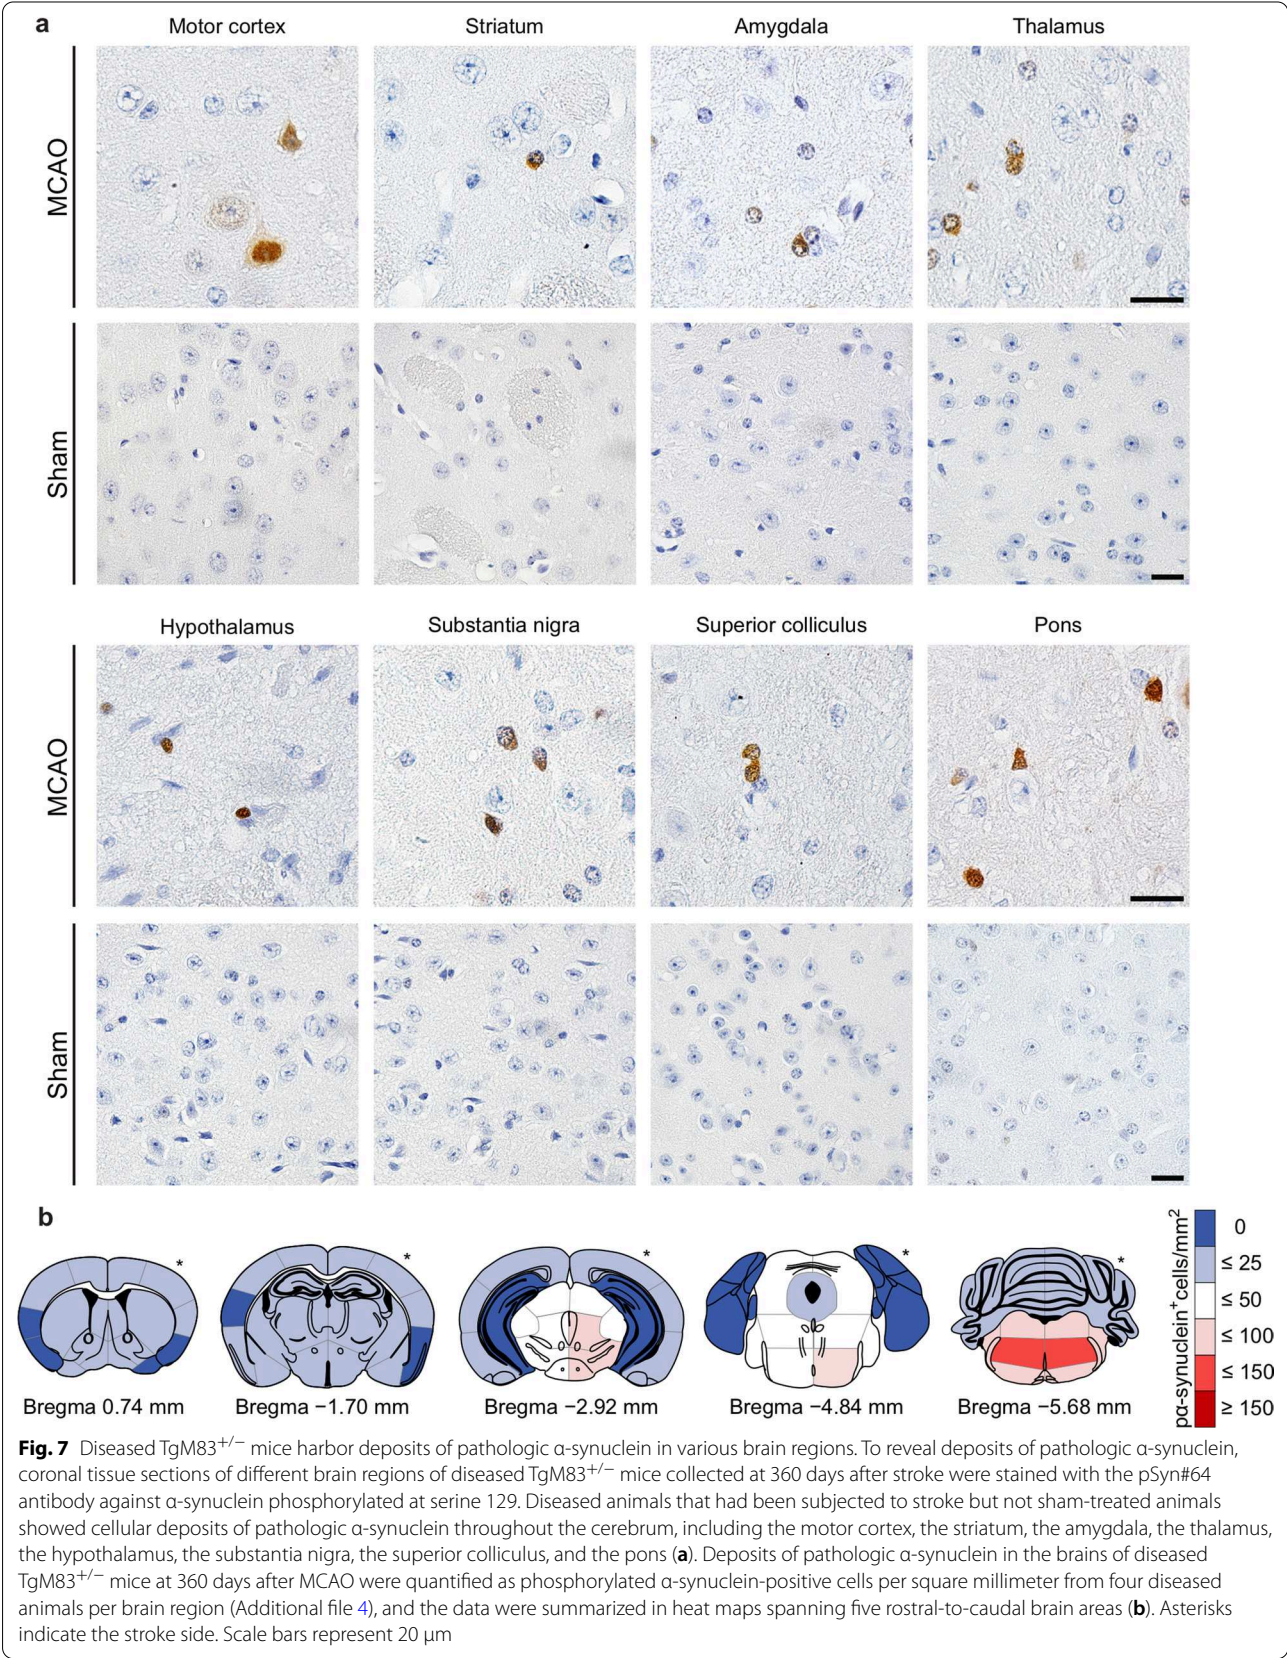 a
Motor cortex Striatum Amygdala Thalamus
MCAO
Sham
Hypothalamus Substantia nigra Superior colliculus Pons
MCAO
Sham
b
* * * * *
Bregma 0.74 mm Bregma −1.70 mm Bregma −2.92 mm Bregma −4.84 mm Bregma −5.68 mm
pα-synuclein⁺cells/mm²
0
≤ 25
≤ 50
≤ 100
≤ 150
≥ 150
Fig. 7 Diseased TgM83⁺/⁻ mice harbor deposits of pathologic α-synuclein in various brain regions. To reveal deposits of pathologic α-synuclein,
coronal tissue sections of different brain regions of diseased TgM83⁺/⁻ mice collected at 360 days after stroke were stained with the pSyn#64
antibody against α-synuclein phosphorylated at serine 129. Diseased animals that had been subjected to stroke but not sham-treated animals
showed cellular deposits of pathologic α-synuclein throughout the cerebrum, including the motor cortex, the striatum, the amygdala, the thalamus,
the hypothalamus, the substantia nigra, the superior colliculus, and the pons (a). Deposits of pathologic α-synuclein in the brains of diseased
TgM83⁺/⁻ mice at 360 days after MCAO were quantified as phosphorylated α-synuclein-positive cells per square millimeter from four diseased
animals per brain region (Additional file 4), and the data were summarized in heat maps spanning five rostral-to-caudal brain areas (b). Asterisks
indicate the stroke side. Scale bars represent 20 μm